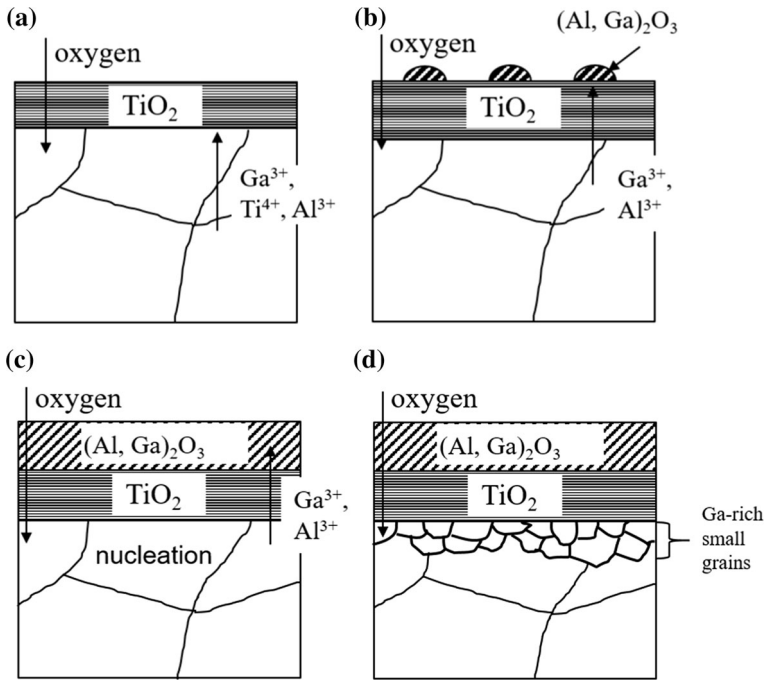 (a)
oxygen
TiO₂
Ga³⁺,
Ti⁴⁺, Al³⁺
(b)
(Al, Ga)₂O₃
oxygen
TiO₂
Ga³⁺,
Al³⁺
(c)
oxygen
(Al, Ga)₂O₃
TiO₂
Ga³⁺,
Al³⁺
nucleation
(d)
oxygen
(Al, Ga)₂O₃
TiO₂
Ga-rich
small
grains